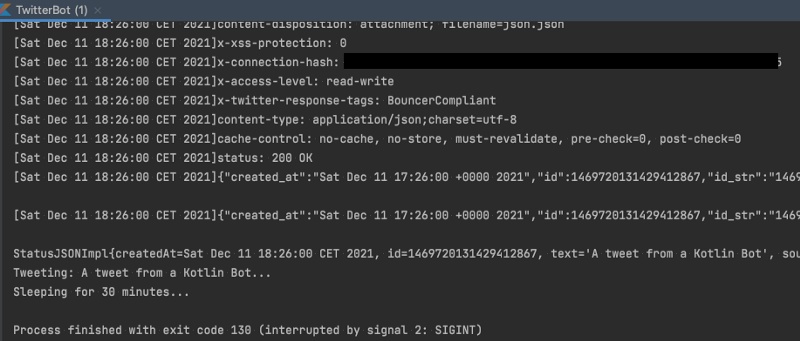 TwitterBot (1)
[Sat Dec 11 18:26:00 CET 2021]content-disposition: attachment; filename=json.json
[Sat Dec 11 18:26:00 CET 2021]x-xss-protection: 0
[Sat Dec 11 18:26:00 CET 2021]x-connection-hash:
[Sat Dec 11 18:26:00 CET 2021]x-access-level: read-write
[Sat Dec 11 18:26:00 CET 2021]x-twitter-response-tags: BouncerCompliant
[Sat Dec 11 18:26:00 CET 2021]content-type: application/json;charset=utf-8
[Sat Dec 11 18:26:00 CET 2021]cache-control: no-cache, no-store, must-revalidate, pre-check=0, post-check=0
[Sat Dec 11 18:26:00 CET 2021]status: 200 OK
[Sat Dec 11 18:26:00 CET 2021]{"created_at":"Sat Dec 11 17:26:00 +0000 2021","id":1469720131429412867,"id_str":"1469
[Sat Dec 11 18:26:00 CET 2021]{"created_at":"Sat Dec 11 17:26:00 +0000 2021","id":1469720131429412867,"id_str":"1469
StatusJSONImpl{createdAt=Sat Dec 11 18:26:00 CET 2021, id=1469720131429412867, text='A tweet from a Kotlin Bot', sou
Tweeting: A tweet from a Kotlin Bot...
Sleeping for 30 minutes...
Process finished with exit code 130 (interrupted by signal 2: SIGINT)